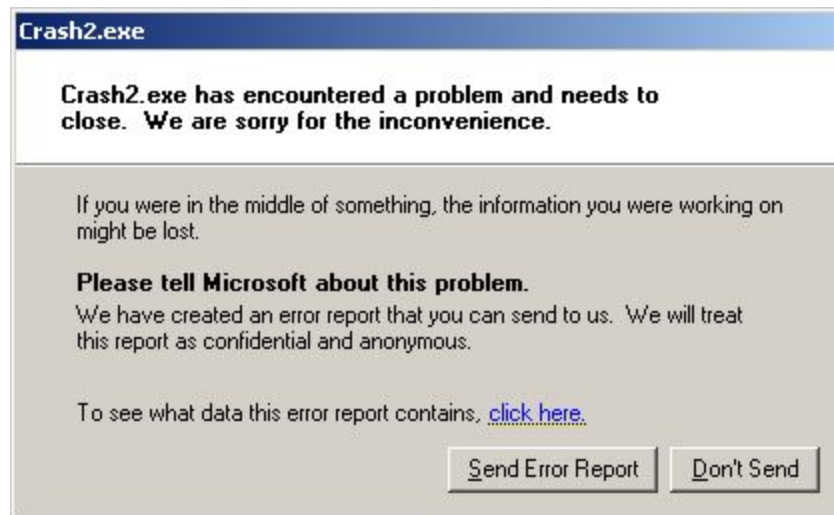 Crash2.exe
Crash2.exe has encountered a problem and needs to
close.  We are sorry for the inconvenience.
If you were in the middle of something, the information you were working on
might be lost.
Please tell Microsoft about this problem.
We have created an error report that you can send to us.  We will treat
this report as confidential and anonymous.
To see what data this error report contains, click here.
Send Error Report
Don't Send